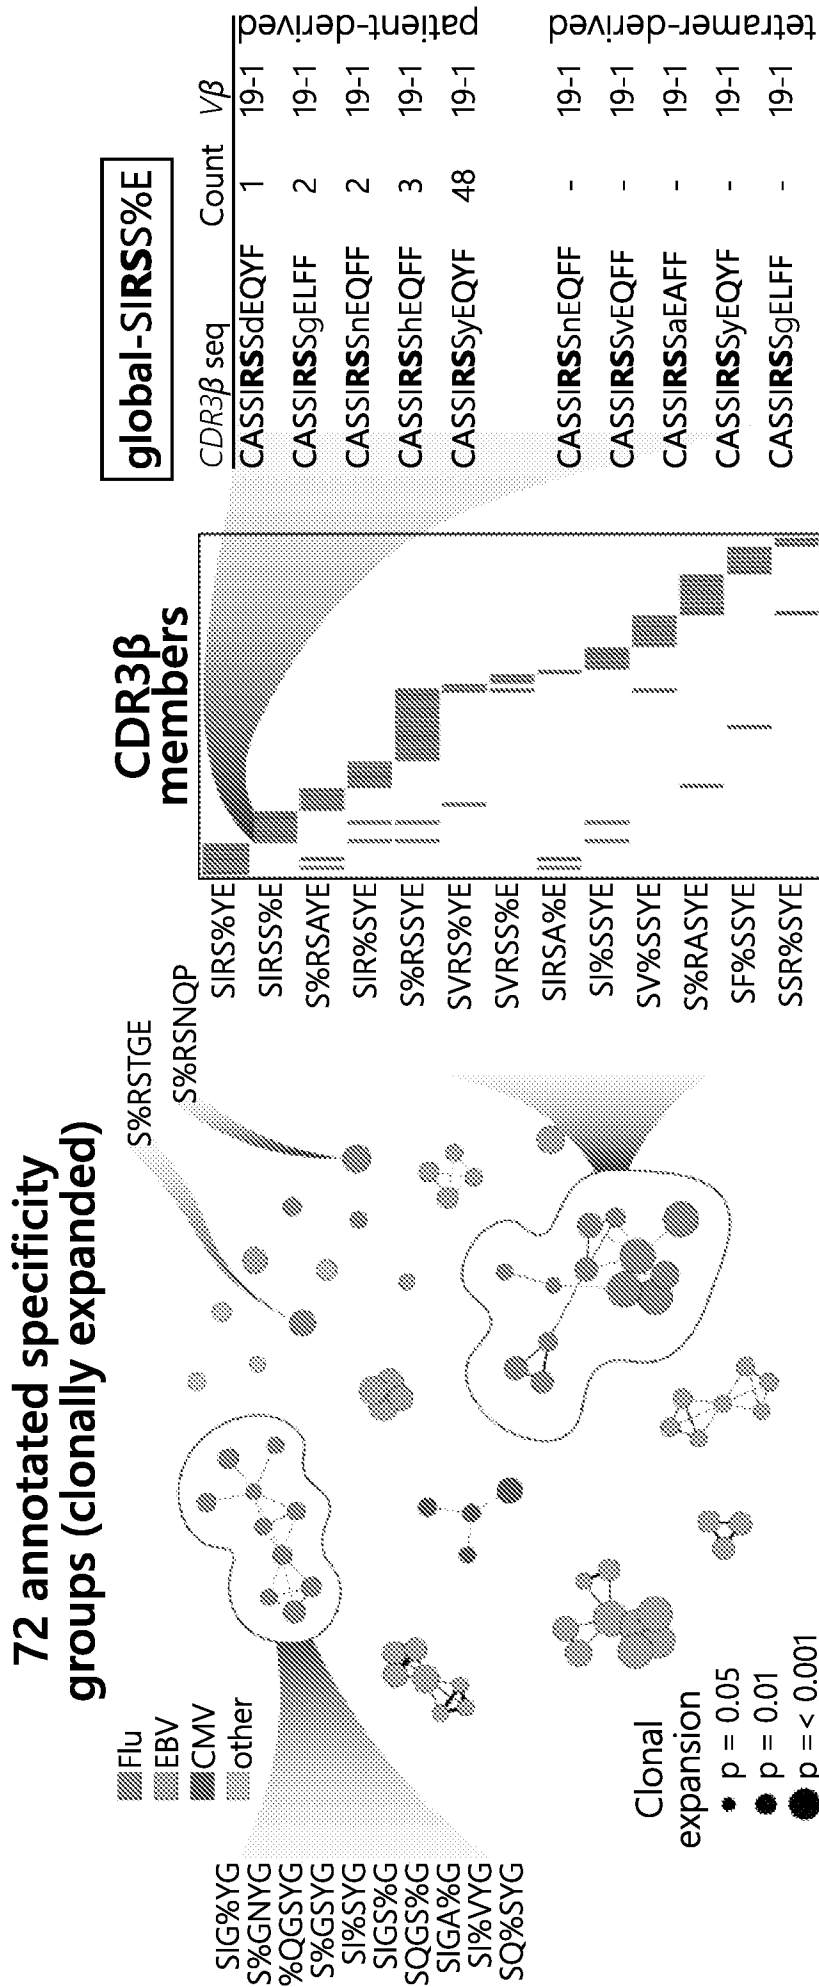 72 annotated specificity
groups (clonally expanded)
Flu
EBV
CMV
other
SIG%YG
S%GNYG
%QGSYG
S%GSYG
SI%SYG
SIGS%G
SQGS%G
SIGA%G
SI%VYG
SQ%SYG
Clonal
expansion
p = 0.05
p = 0.01
p = < 0.001
S%RSTGE
S%RSNQP
CDR3β
members
SIRS%YE
SIRSS%E
S%RSAYE
SIR%SYE
S%RSSYE
SVRS%YE
SVRSS%E
SIRSA%E
SI%SSYE
SV%SSYE
S%RASYE
SF%SSYE
SSR%SYE
global-SIRSS%E
CDR3β seq Count Vβ
CASSIRSSdEQYF 1 19-1
CASSIRSSgELFF 2 19-1
CASSIRSSnEQFF 2 19-1
CASSIRSShEQFF 3 19-1
CASSIRSSyEQYF 48 19-1
patient-derived
CASSIRSSnEQFF - 19-1
CASSIRSSvEQFF - 19-1
CASSIRSSaEAFF - 19-1
CASSIRSSyEQYF - 19-1
CASSIRSSgELFF - 19-1
tetramer-derived